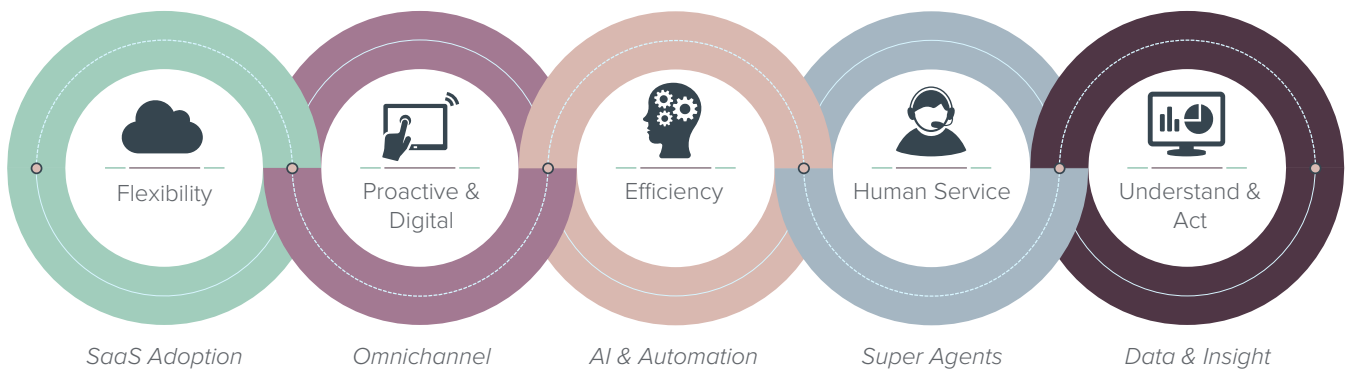 Flexibility
Proactive &
Digital
Efficiency
Human Service
Understand &
Act
SaaS Adoption
Omnichannel
AI & Automation
Super Agents
Data & Insight